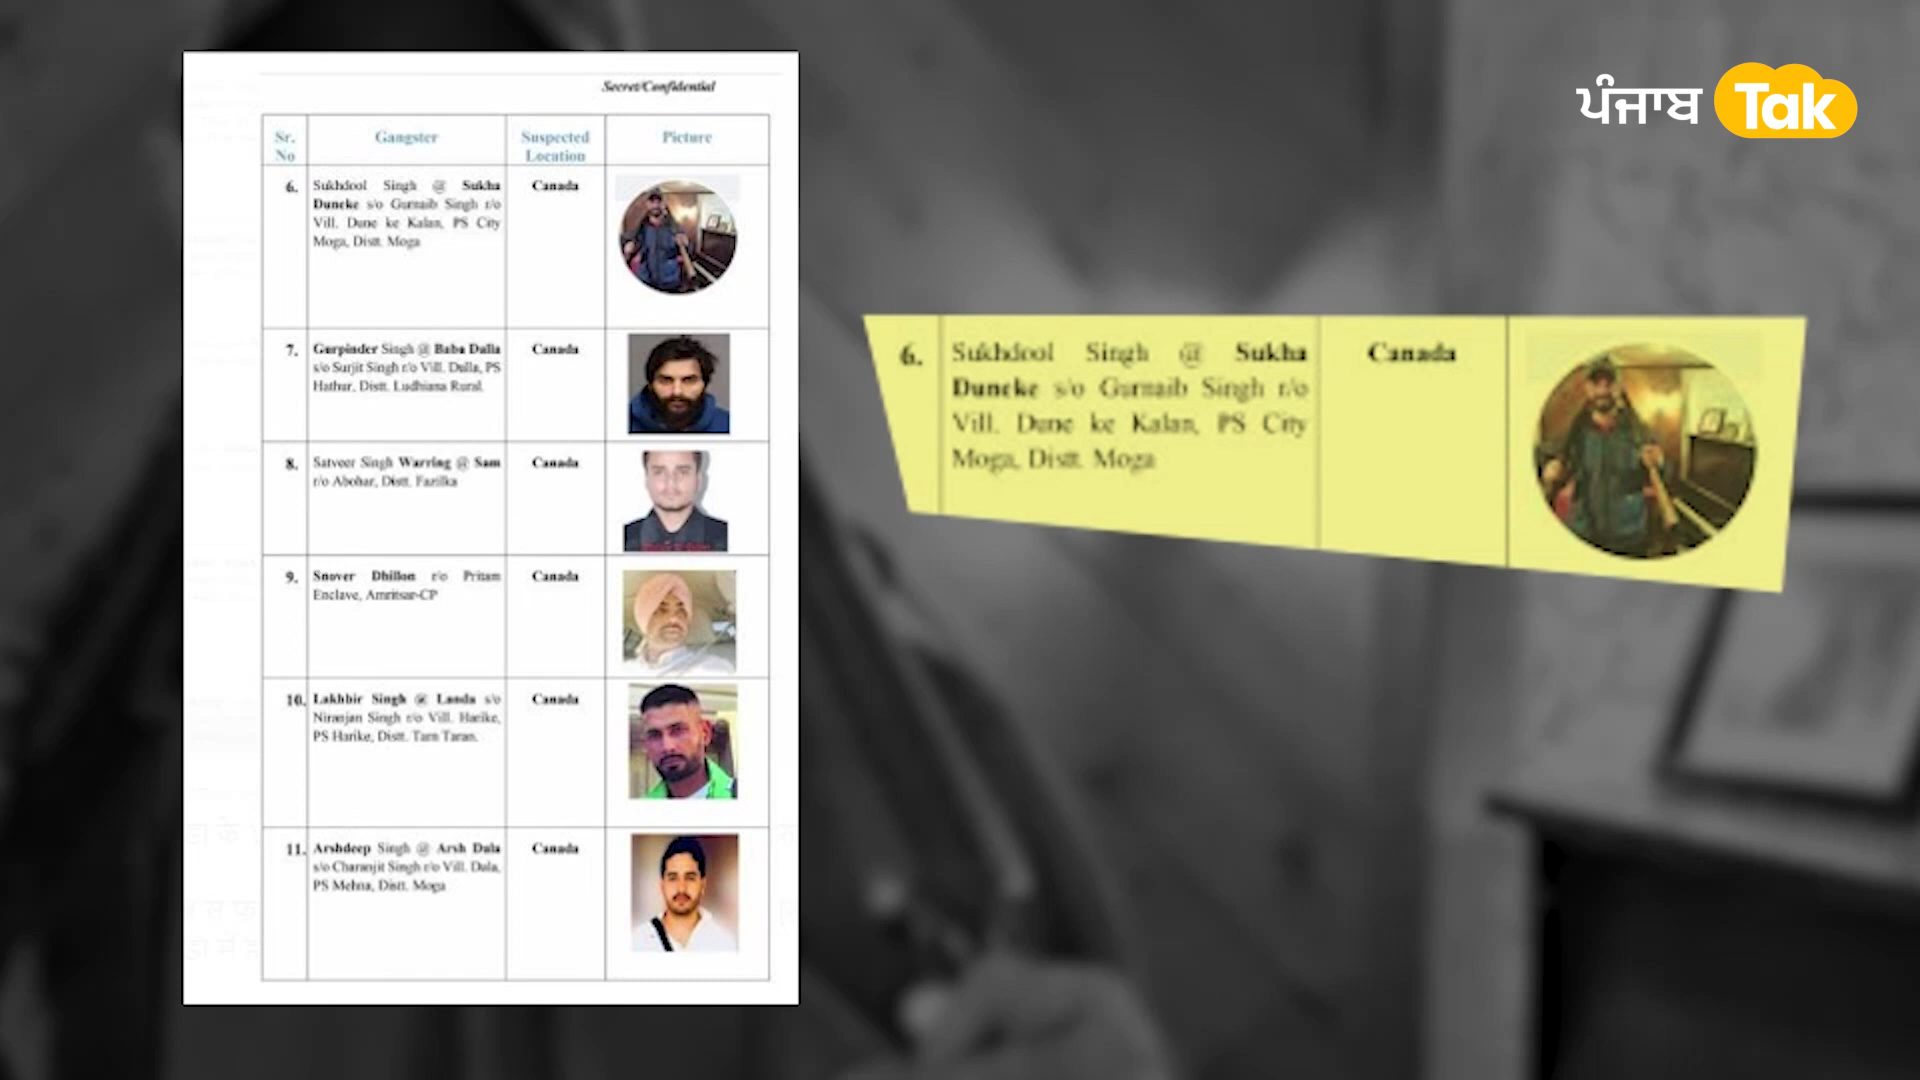 ਪੰਜਾਬ Tak
Secret/Confidential
Sr. No Gangster Suspected Location Picture
6. Sukhdool Singh @ Sukha Canada
Duneke s/o Gurnaib Singh r/o
Vill. Dune ke Kalan, PS City
Moga, Distt. Moga
7. Gurpinder Singh @ Baba Dalla Canada
s/o Surjit Singh r/o Vill. Dalla, PS
Hathur, Distt. Ludhiana Rural.
8. Satveer Singh Warring @ Sam Canada
r/o Abohar, Distt. Fazilka
9. Snover Dhillon r/o Pritam Canada
Enclave, Amritsar-CP
10. Lakhbir Singh @ Landa s/o Canada
Niranjan Singh r/o Vill. Harike,
PS Harike, Distt. Tarn Taran.
11. Arshdeep Singh @ Arsh Dala Canada
s/o Charanjit Singh r/o Vill. Dala,
PS Mehna, Distt. Moga
6. Sukhdool Singh @ Sukha Canada
Duneke s/o Gurnaib Singh r/o
Vill. Dune ke Kalan, PS City
Moga, Distt. Moga